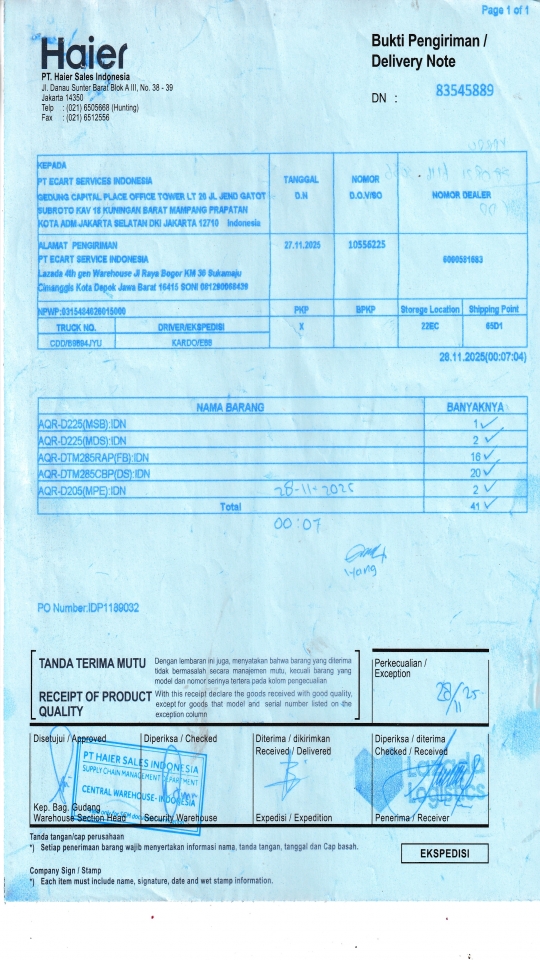 Page 1 of 1
Haier
Bukti Pengiriman /
Delivery Note
PT. Haier Sales Indonesia
Jl. Danau Sunter Barat Blok A III, No. 38 - 39
Jakarta 14350
Telp : (021) 6505668 (Hunting)
Fax : (021) 6512556
DN : 83545889
KEPADA
PT ECART SERVICES INDONESIA
GEDUNG CAPITAL PLACE OFFICE TOWER LT 20 JL JEND GATOT
SUBROTO KAV 18 KUNINGAN BARAT MAMPANG PRAPATAN
KOTA ADM JAKARTA SELATAN DKI JAKARTA 12710 Indonesia
TANGGAL
D.N
NOMOR
D.O.V/SO
NOMOR DEALER
ALAMAT PENGIRIMAN
PT ECART SERVICE INDONESIA
Lazada 4th gen Warehouse Jl Raya Bogor KM 36 Sukamaju
Cimanggis Kota Depok Jawa Barat 16415 SONI
27.11.2025
10556225
NPWP:0315484026015000
PKP
BPKP
Storage Location
Shipping Point
TRUCK NO.
DRIVER/EKSPEDISI
X
22EC
65D1
KARDO/ESS
28.11.2025(00:07:04)
NAMA BARANG
BANYAKNYA
AQR-D225(MSB):IDN 1
AQR-D225(MDS):IDN 2
AQR-DTM285RAP(FB):IDN 16
AQR-DTM285CBP(DS):IDN 20
AQR-D205(MPE):IDN 2
28-11-2025
Total 41
00:07
PO Number:IDP1189032
TANDA TERIMA MUTU
Dengan lembaran ini juga, menyatakan bahwa barang yang diterima
tidak bermasalah secara manajemen mutu, kecuali barang yang
model dan nomor serinya tertera pada kolom pengecualian
RECEIPT OF PRODUCT
QUALITY
With this receipt declare the goods received with good quality,
except for goods that model and serial number listed on the
exception column
Perkecualian /
Exception
28/11 25
Disetujui / Approved
Diperiksa / Checked
Diterima / dikirimkan
Received / Delivered
Diperiksa / diterima
Checked / Received
PT HAIER SALES INDONESIA
SUPPLY CHAIN MANAGEMENT DEPARTMENT
CENTRAL WAREHOUSE- INDONESIA
Lazada
Logistics
Kep. Bag. Gudang
Warehouse Section Head
Security Warehouse
Expedisi / Expedition
Penerima / Receiver
Tanda tangan/cap perusahaan
*) Setiap penerimaan barang wajib menyertakan informasi nama, tanda tangan, tanggal dan Cap basah.
EKSPEDISI
Company Sign / Stamp
*) Each item must include name, signature, date and wet stamp information.